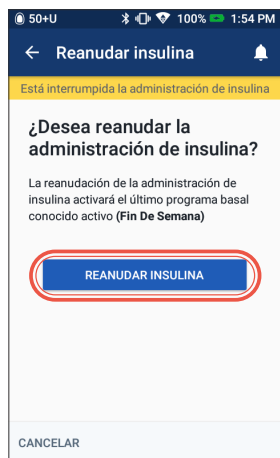 50+U 100% 1:54 PM
Reanudar insulina
Está interrumpida la administración de insulina
¿Desea reanudar la
administración de insulina?
La reanudación de la administración de
insulina activará el último programa basal
conocido activo (Fin De Semana)
REANUDAR INSULINA
CANCELAR